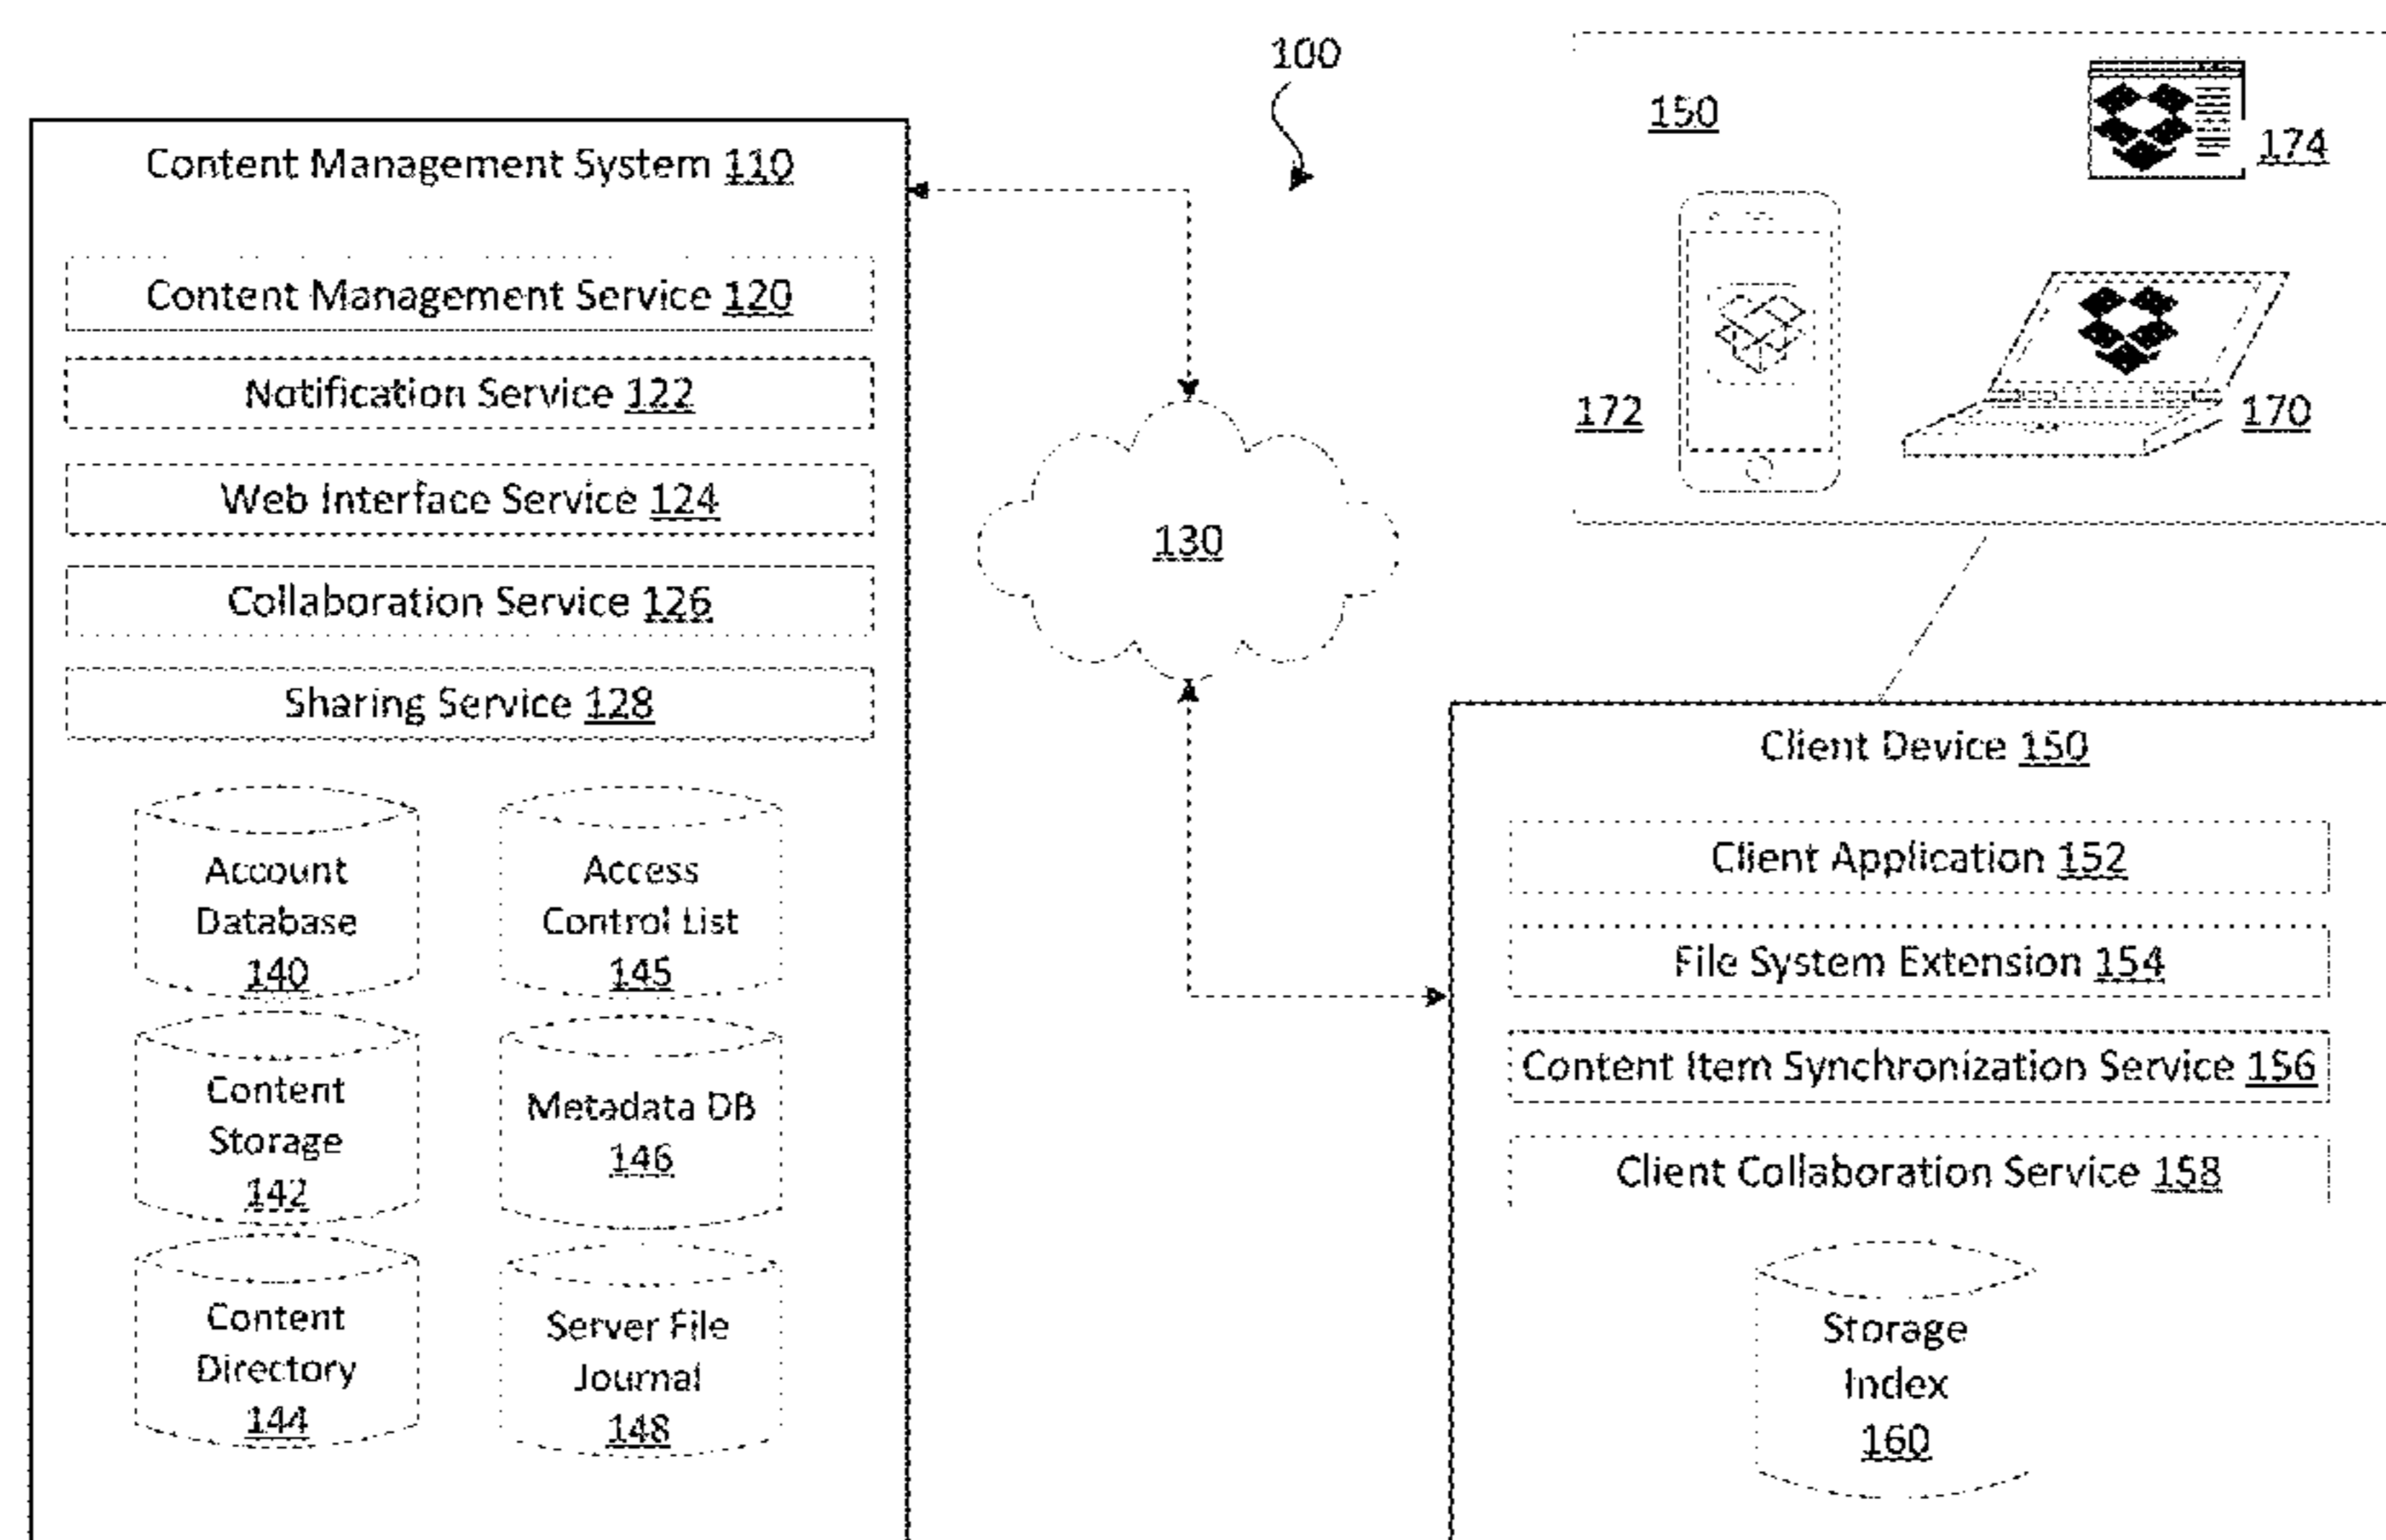 100
Content Management System 110
Content Management Service 120
Notification Service 122
Web Interface Service 124
Collaboration Service 126
Sharing Service 128
Account
Database
140
Access
Control List
145
Content
Storage
142
Metadata DB
146
Content
Directory
144
Server File
Journal
148
130
150
174
172
170
Client Device 150
Client Application 152
File System Extension 154
Content Item Synchronization Service 156
Client Collaboration Service 158
Storage
Index
160